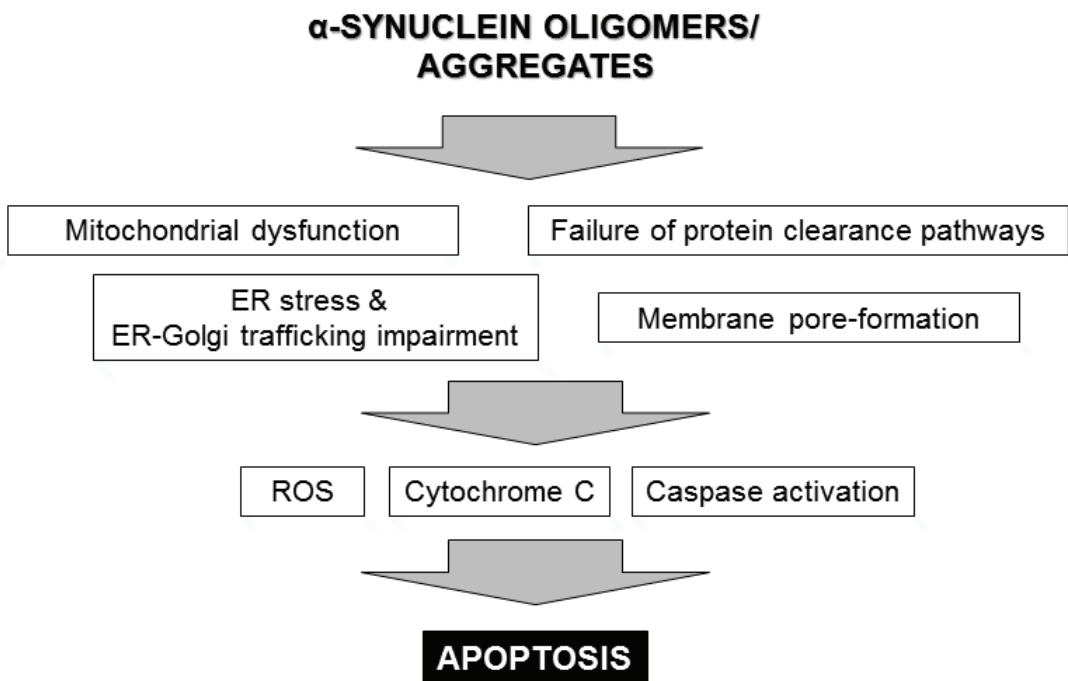 α-SYNUCLEIN OLIGOMERS/
AGGREGATES
Mitochondrial dysfunction
Failure of protein clearance pathways
ER stress &
ER-Golgi trafficking impairment
Membrane pore-formation
ROS
Cytochrome C
Caspase activation
APOPTOSIS